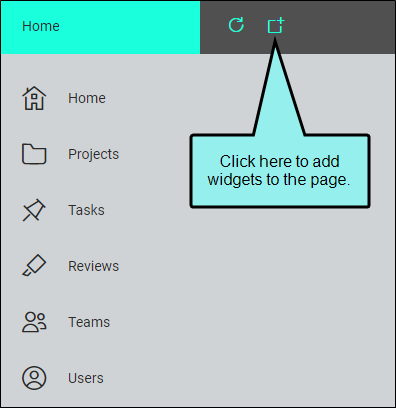 Home
Home
Projects
Click here to add
widgets to the page.
Tasks
Reviews
Teams
Users